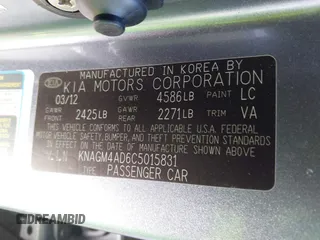 MANUFACTURED IN KOREA
KIA KIA MOTORS CORPORATION
03/12 GVWR 4586LB PAINT LC
GAWR FRONT 2425LB GAWR REAR 2271LB TRIM VA
THIS VEHICLE CONFORMS TO ALL APPLICABLE FEDERAL
MOTOR VEHICLE SAFETY, BUMPER, AND THEFT PREVENTION STANDARDS
IN EFFECT ON THE DATE OF MANUFACTURE SHOWN ABOVE.
V.I.N KNAGM4AD6C5015831
TYPE PASSENGER CAR
DREAMBID